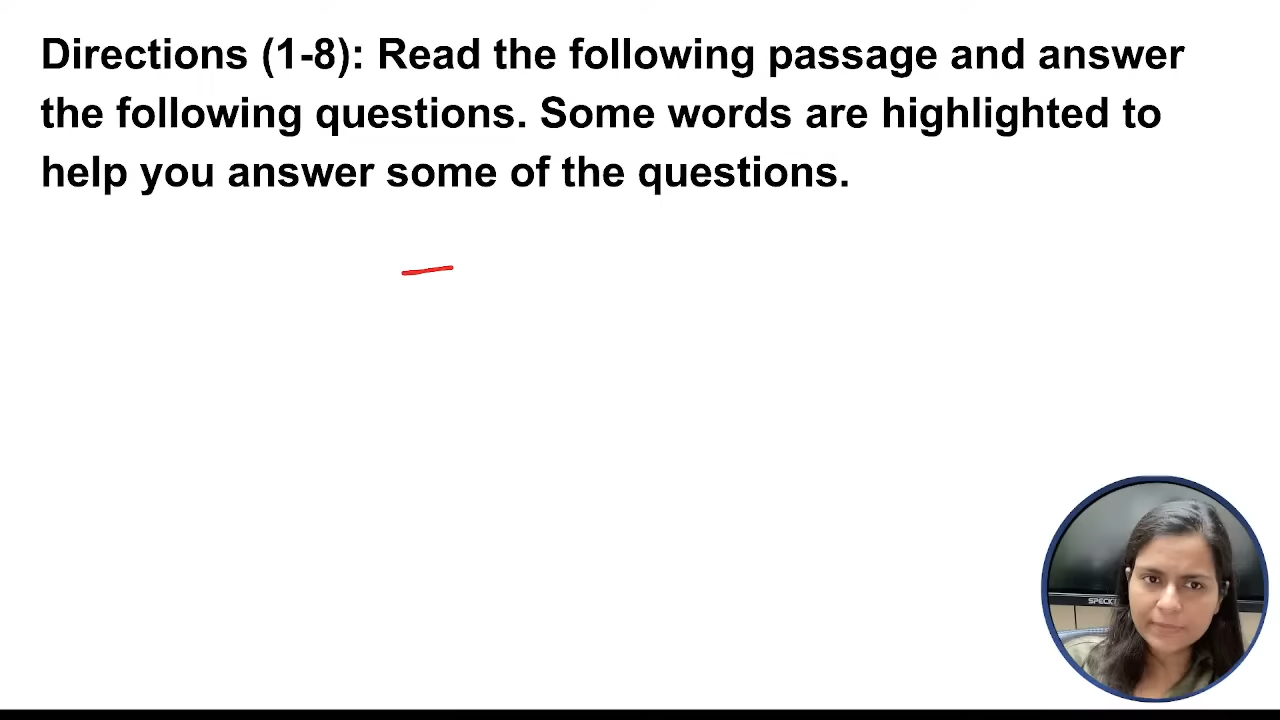 Directions (1-8): Read the following passage and answer
the following questions. Some words are highlighted to
help you answer some of the questions.